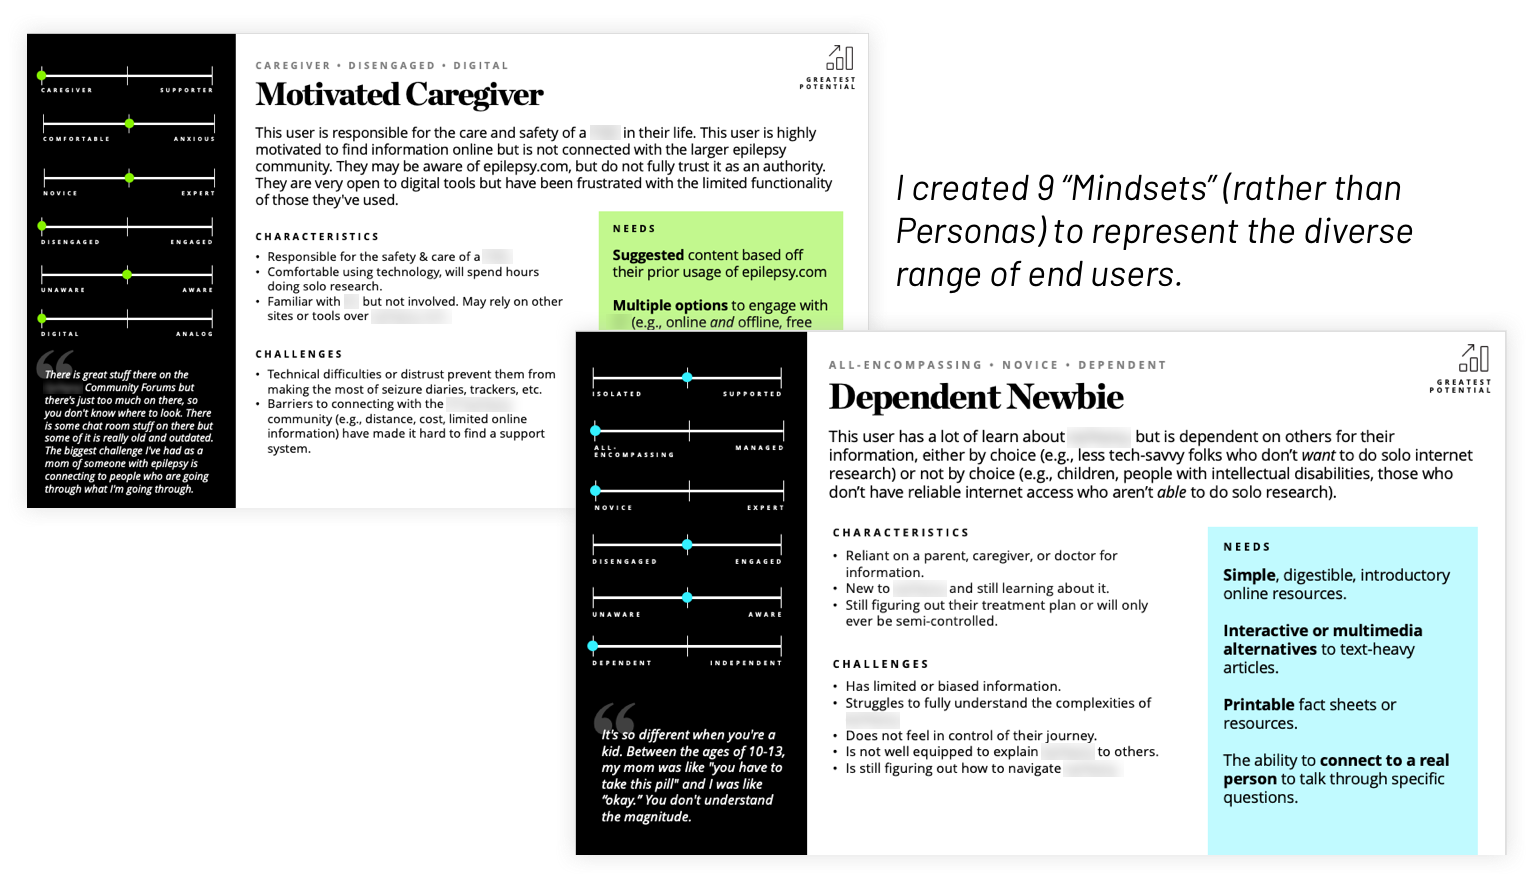 CAREGIVER SUPPORTER
COMFORTABLE ANXIOUS
NOVICE EXPERT
DISENGAGED ENGAGED
UNAWARE AWARE
DIGITAL ANALOG
There is great stuff there on the
Community Forums but
there's just too much on there, so
you don't know where to look. There
is some chat room stuff on there but
some of it is really old and outdated.
The biggest challenge I've had as a
mom of someone with epilepsy is
connecting to people who are going
through what I'm going through.
CAREGIVER • DISENGAGED • DIGITAL
Motivated Caregiver
GREATEST
POTENTIAL
This user is responsible for the care and safety of a in their life. This user is highly
motivated to find information online but is not connected with the larger epilepsy
community. They may be aware of epilepsy.com, but do not fully trust it as an authority.
They are very open to digital tools but have been frustrated with the limited functionality
of those they've used.
CHARACTERISTICS
• Responsible for the safety & care of a
• Comfortable using technology, will spend hours
doing solo research.
• Familiar with but not involved. May rely on other
sites or tools over
CHALLENGES
• Technical difficulties or distrust prevent them from
making the most of seizure diaries, trackers, etc.
• Barriers to connecting with the
community (e.g., distance, cost, limited online
information) have made it hard to find a support
system.
NEEDS
Suggested content based off
their prior usage of epilepsy.com
Multiple options to engage with
(e.g., online and offline, free
I created 9 “Mindsets” (rather than
Personas) to represent the diverse
range of end users.
ISOLATED SUPPORTED
ALL-
ENCOMPASSING MANAGED
NOVICE EXPERT
DISENGAGED ENGAGED
UNAWARE AWARE
DEPENDENT INDEPENDENT
It's so different when you're a
kid. Between the ages of 10-13,
my mom was like "you have to
take this pill" and I was like
“okay.” You don't understand
the magnitude.
ALL-ENCOMPASSING • NOVICE • DEPENDENT
Dependent Newbie
GREATEST
POTENTIAL
This user has a lot of learn about but is dependent on others for their
information, either by choice (e.g., less tech-savvy folks who don’t want to do solo internet
research) or not by choice (e.g., children, people with intellectual disabilities, those who
don’t have reliable internet access who aren’t able to do solo research).
CHARACTERISTICS
• Reliant on a parent, caregiver, or doctor for
information.
• New to and still learning about it.
• Still figuring out their treatment plan or will only
ever be semi-controlled.
CHALLENGES
• Has limited or biased information.
• Struggles to fully understand the complexities of
• Does not feel in control of their journey.
• Is not well equipped to explain to others.
• Is still figuring out how to navigate
NEEDS
Simple, digestible, introductory
online resources.
Interactive or multimedia
alternatives to text-heavy
articles.
Printable fact sheets or
resources.
The ability to connect to a real
person to talk through specific
questions.